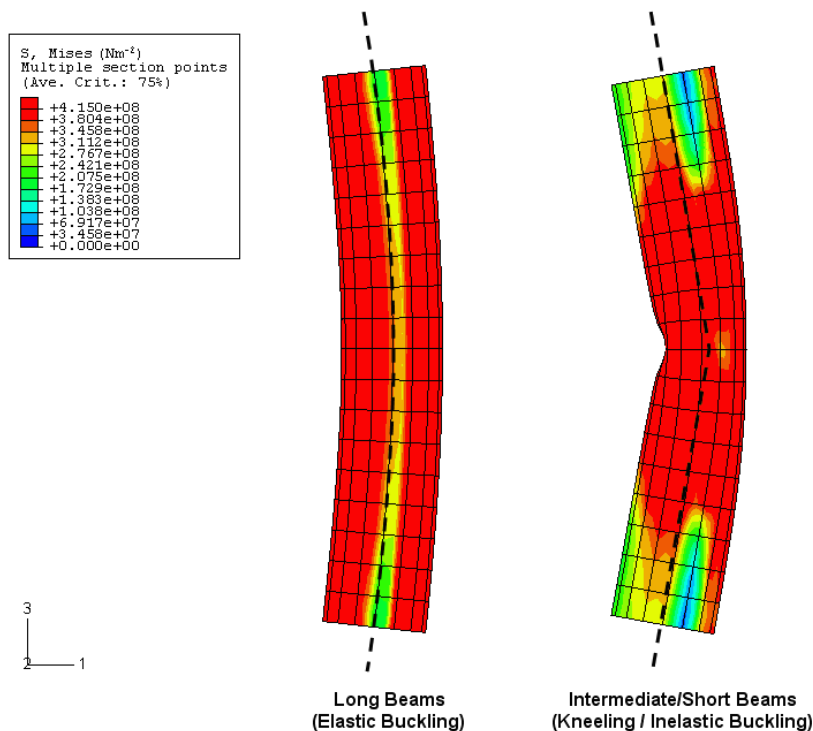 S, Mises (Nm⁻²)
Multiple section points
(Ave. Crit.: 75%)
+4.150e+08
+3.804e+08
+3.458e+08
+3.112e+08
+2.767e+08
+2.421e+08
+2.075e+08
+1.729e+08
+1.383e+08
+1.038e+08
+6.917e+07
+3.458e+07
+0.000e+00
3
2 1
Long Beams
(Elastic Buckling)
Intermediate/Short Beams
(Kneeling / Inelastic Buckling)